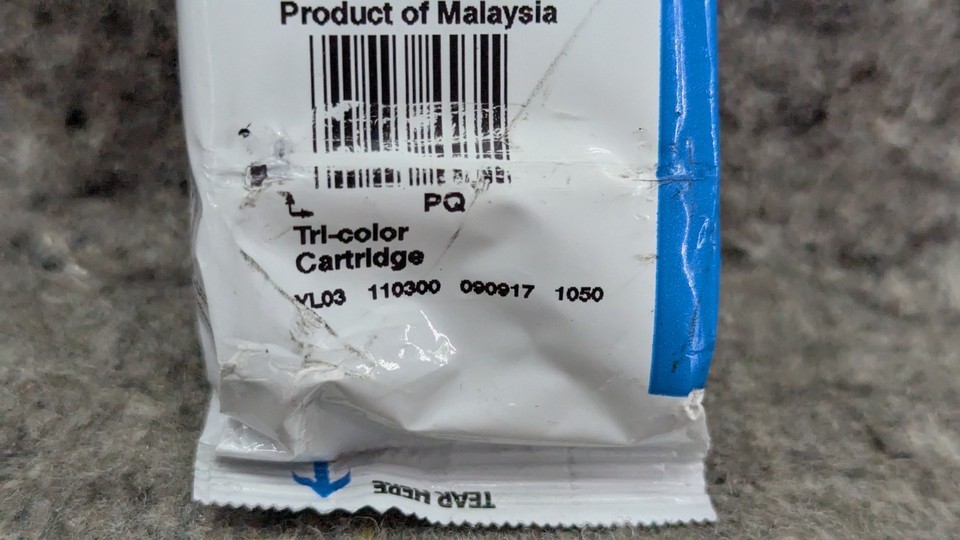 Product of Malaysia
PQ
Tri-color
Cartridge
YL03 110300 090917 1050
TEAR HERE